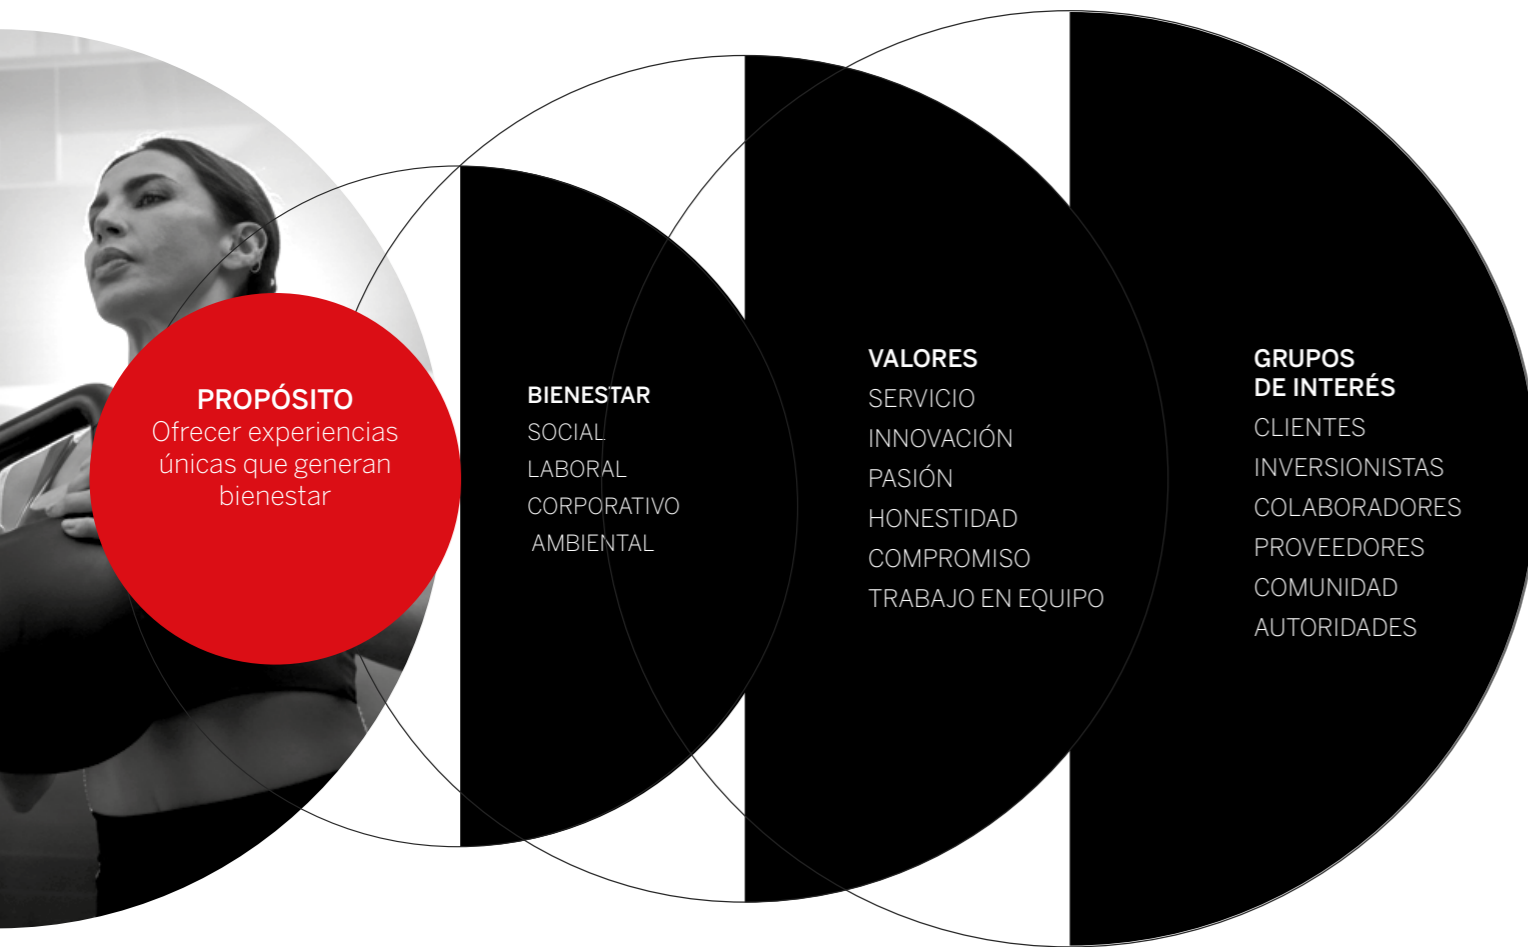 PROPÓSITO
Ofrecer experiencias
únicas que generan
bienestar
BIENESTAR
SOCIAL
LABORAL
CORPORATIVO
AMBIENTAL
VALORES
SERVICIO
INNOVACIÓN
PASIÓN
HONESTIDAD
COMPROMISO
TRABAJO EN EQUIPO
GRUPOS
DE INTERÉS
CLIENTES
INVERSIONISTAS
COLABORADORES
PROVEEDORES
COMUNIDAD
AUTORIDADES